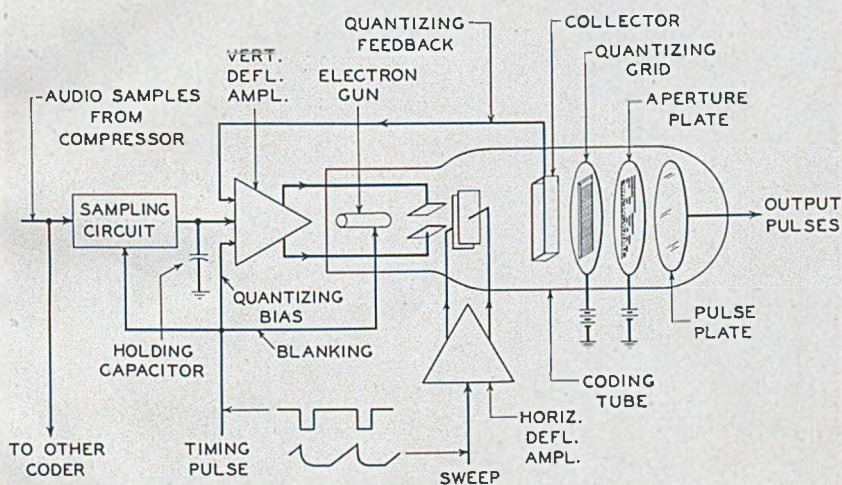 QUANTIZING
FEEDBACK
COLLECTOR
QUANTIZING
GRID
VERT.
DEFL.
AMPL.
ELECTRON
GUN
APERTURE
PLATE
AUDIO SAMPLES
FROM
COMPRESSOR
SAMPLING
CIRCUIT
OUTPUT
PULSES
QUANTIZING
BIAS
HOLDING
CAPACITOR
BLANKING
PULSE
PLATE
CODING
TUBE
HORIZ.
DEFL.
AMPL.
TO OTHER
CODER
TIMING
PULSE
SWEEP